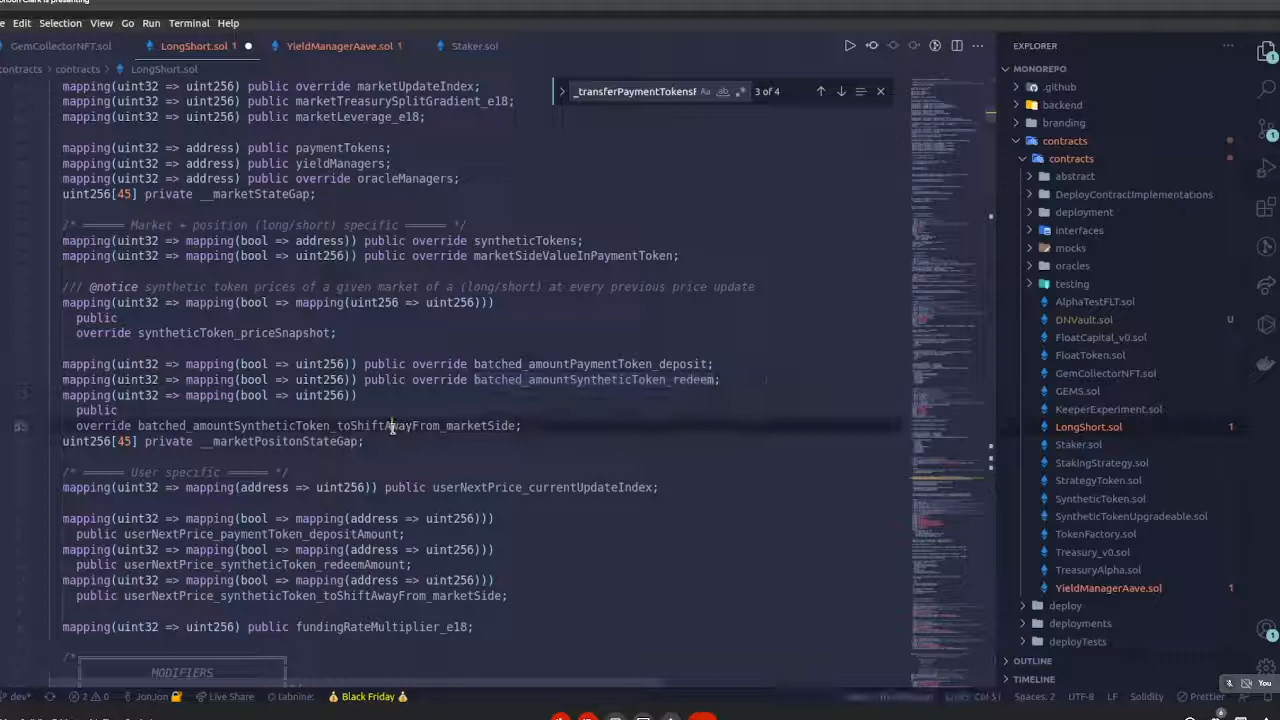 Edit Selection View Go Run Terminal Help
GemCollectorNFT.sol LongShort.sol 1 YieldManagerAave.sol 1 Staker.sol
contracts > contracts > LongShort.sol
_transferPaymentTokensF Aa ab 3 of 4
mapping(uint32 => uint256) public override marketUpdateIndex;
mapping(uint32 => uint256) public marketTreasurySplitGradient_e18;
mapping(uint32 => uint256) public marketLeverage_e18;
mapping(uint32 => address) public paymentTokens;
mapping(uint32 => address) public yieldManagers;
mapping(uint32 => address) public oracleManagers;
uint256[45] private __marketStateGap;
/* Market + position (long/short) specific */
mapping(uint32 => mapping(bool => address)) public override syntheticTokens;
mapping(uint32 => mapping(bool => uint256)) public override marketSideValueInPaymentToken;
/// @notice synthetic token prices of a given market of a (long/short) at every previous price update
mapping(uint32 => mapping(bool => mapping(uint256 => uint256)))
public
override syntheticToken_priceSnapshot;
mapping(uint32 => mapping(bool => uint256)) public override batched_amountPaymentToken_deposit;
mapping(uint32 => mapping(bool => uint256)) public override batched_amountSyntheticToken_redeem;
mapping(uint32 => mapping(bool => uint256))
public
override batched_amountSyntheticToken_toShiftAwayFrom_marketSide;
uint256[45] private __marketPositonStateGap;
/* User specific */
mapping(uint32 => mapping(address => uint256)) public userNextPrice_currentUpdateIndex;
mapping(uint32 => mapping(bool => mapping(address => uint256)))
public userNextPrice_paymentToken_depositAmount;
mapping(uint32 => mapping(bool => mapping(address => uint256)))
public userNextPrice_syntheticToken_redeemAmount;
mapping(uint32 => mapping(bool => mapping(address => uint256)))
public userNextPrice_syntheticToken_toShiftAwayFrom_marketSide;
mapping(uint32 => uint256) public fundingRateMultiplier_e18;
/*
MODIFIERS
EXPLORER
MONOREPO
.github
backend
branding
contracts
contracts
abstract
DeployContractImplementations
deployment
interfaces
mocks
oracles
testing
AlphaTestFLT.sol
DNVault.sol U
FloatCapital_v0.sol
FloatToken.sol
GemCollectorNFT.sol
GEMS.sol
KeeperExperiment.sol
LongShort.sol 1
Staker.sol
StakingStrategy.sol
StrategyToken.sol
SyntheticToken.sol
SyntheticTokenUpgradeable.sol
TokenFactory.sol
Treasury_v0.sol
TreasuryAlpha.sol
YieldManagerAave.sol 1
deploy
deployments
deployTests
OUTLINE
TIMELINE
You
dev* 2 0 JonJon Live Share tabnine: Black Friday Spaces: 2 UTF-8 LF Solidity Prettier